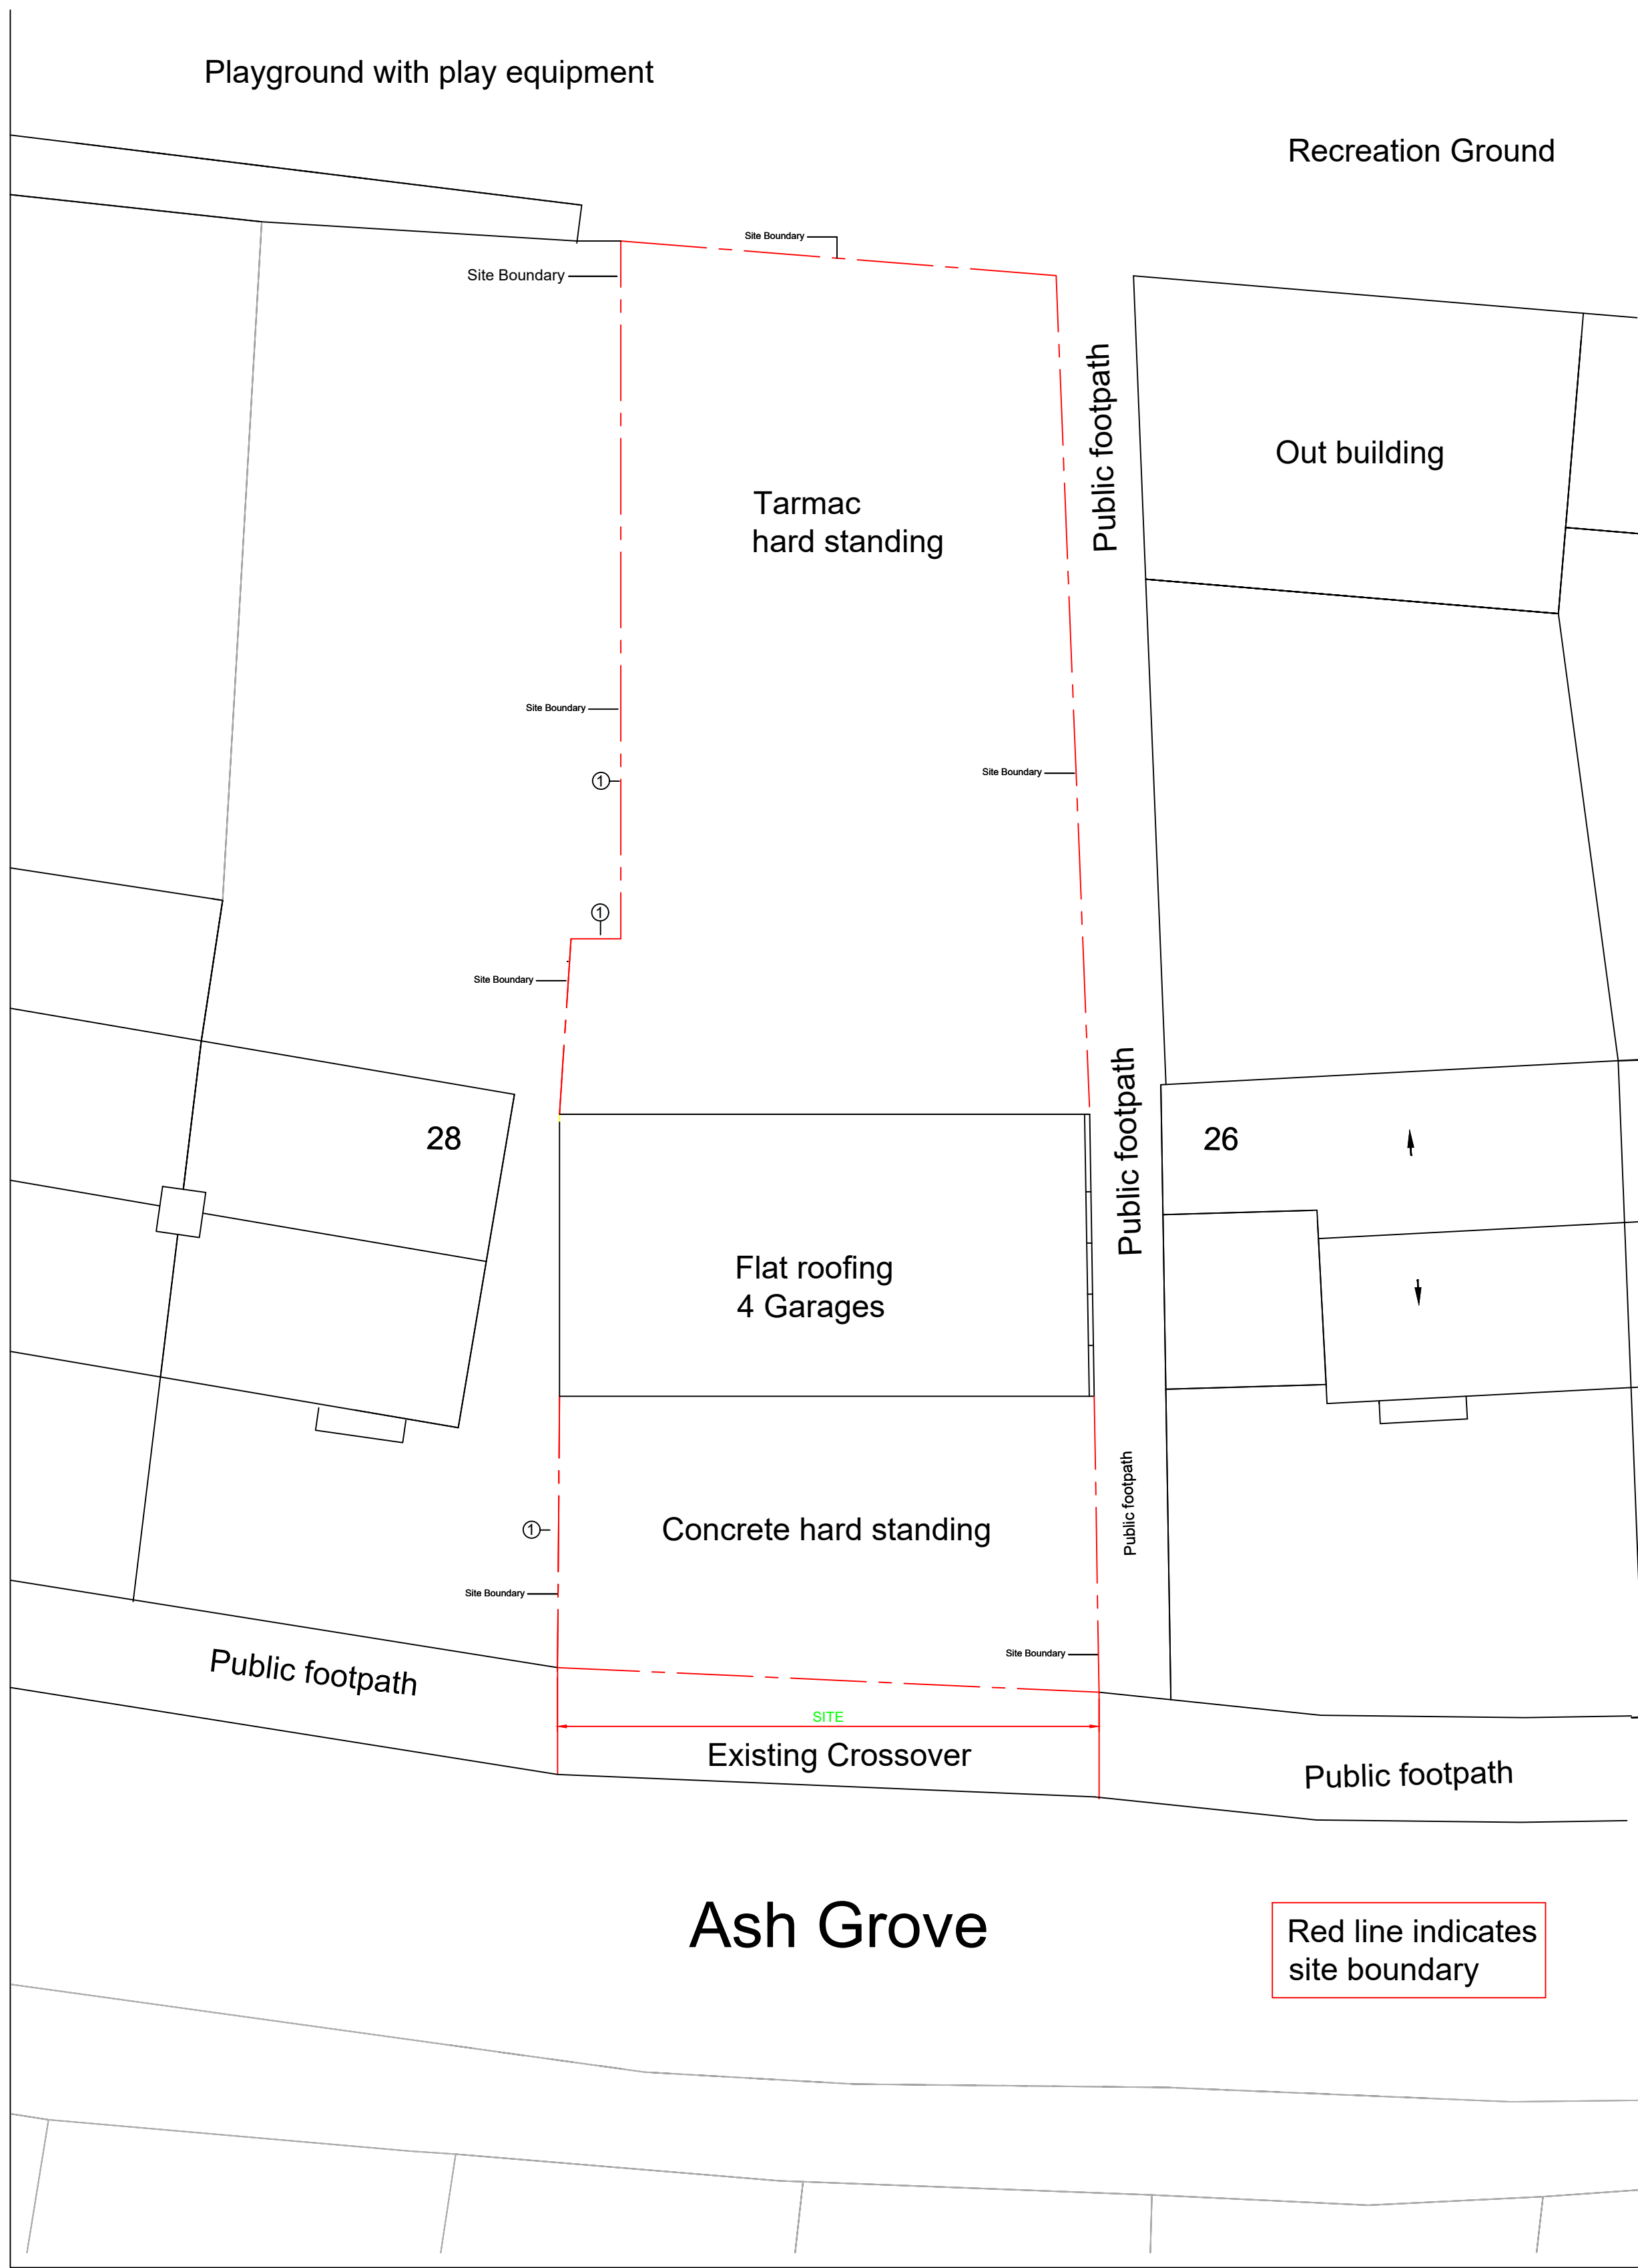 Playground with play equipment
Recreation Ground
Site Boundary
Site Boundary
Public footpath
Out building
Tarmac
hard standing
Site Boundary
Site Boundary
1
1
Site Boundary
Public footpath
28
26
Flat roofing
4 Garages
Public footpath
1
Concrete hard standing
Site Boundary
Site Boundary
Public footpath
SITE
Existing Crossover
Public footpath
Ash Grove
Red line indicates
site boundary